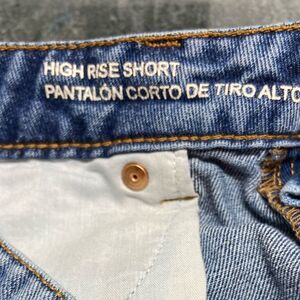 HIGH RISE SHORT
PANTALÓN CORTO DE TIRO ALTO